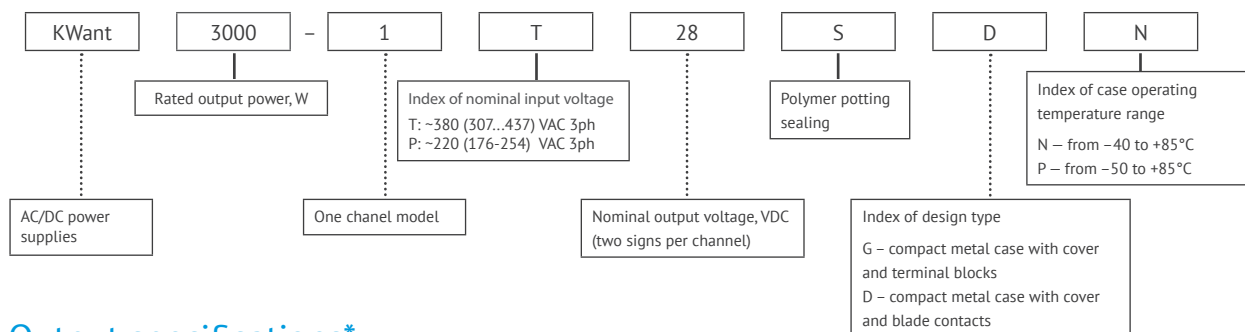 KWant 3000 – 1 T 28 S D N
Rated output power, W
Index of nominal input voltage
T: ~380 (307...437) VAC 3ph
P: ~220 (176-254) VAC 3ph
Polymer potting
sealing
Index of case operating
temperature range
N — from –40 to +85°C
P — from –50 to +85°C
AC/DC power
supplies
One chanel model
Nominal output voltage, VDC
(two signs per channel)
Index of design type
G – compact metal case with cover
and terminal blocks
D – compact metal case with cover
and blade contacts